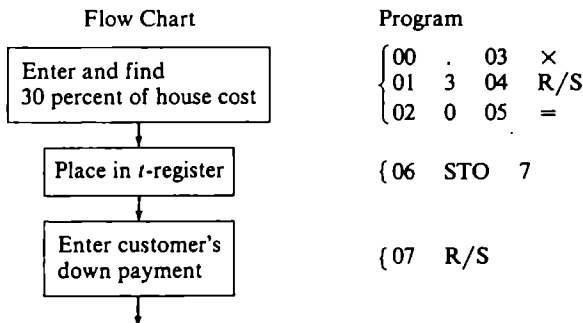 Flow Chart Program
Enter and find
30 percent of house cost
00 . 03 ×
01 3 04 R/S
02 0 05 =
Place in t-register
{06 STO 7
Enter customer's
down payment
{07 R/S